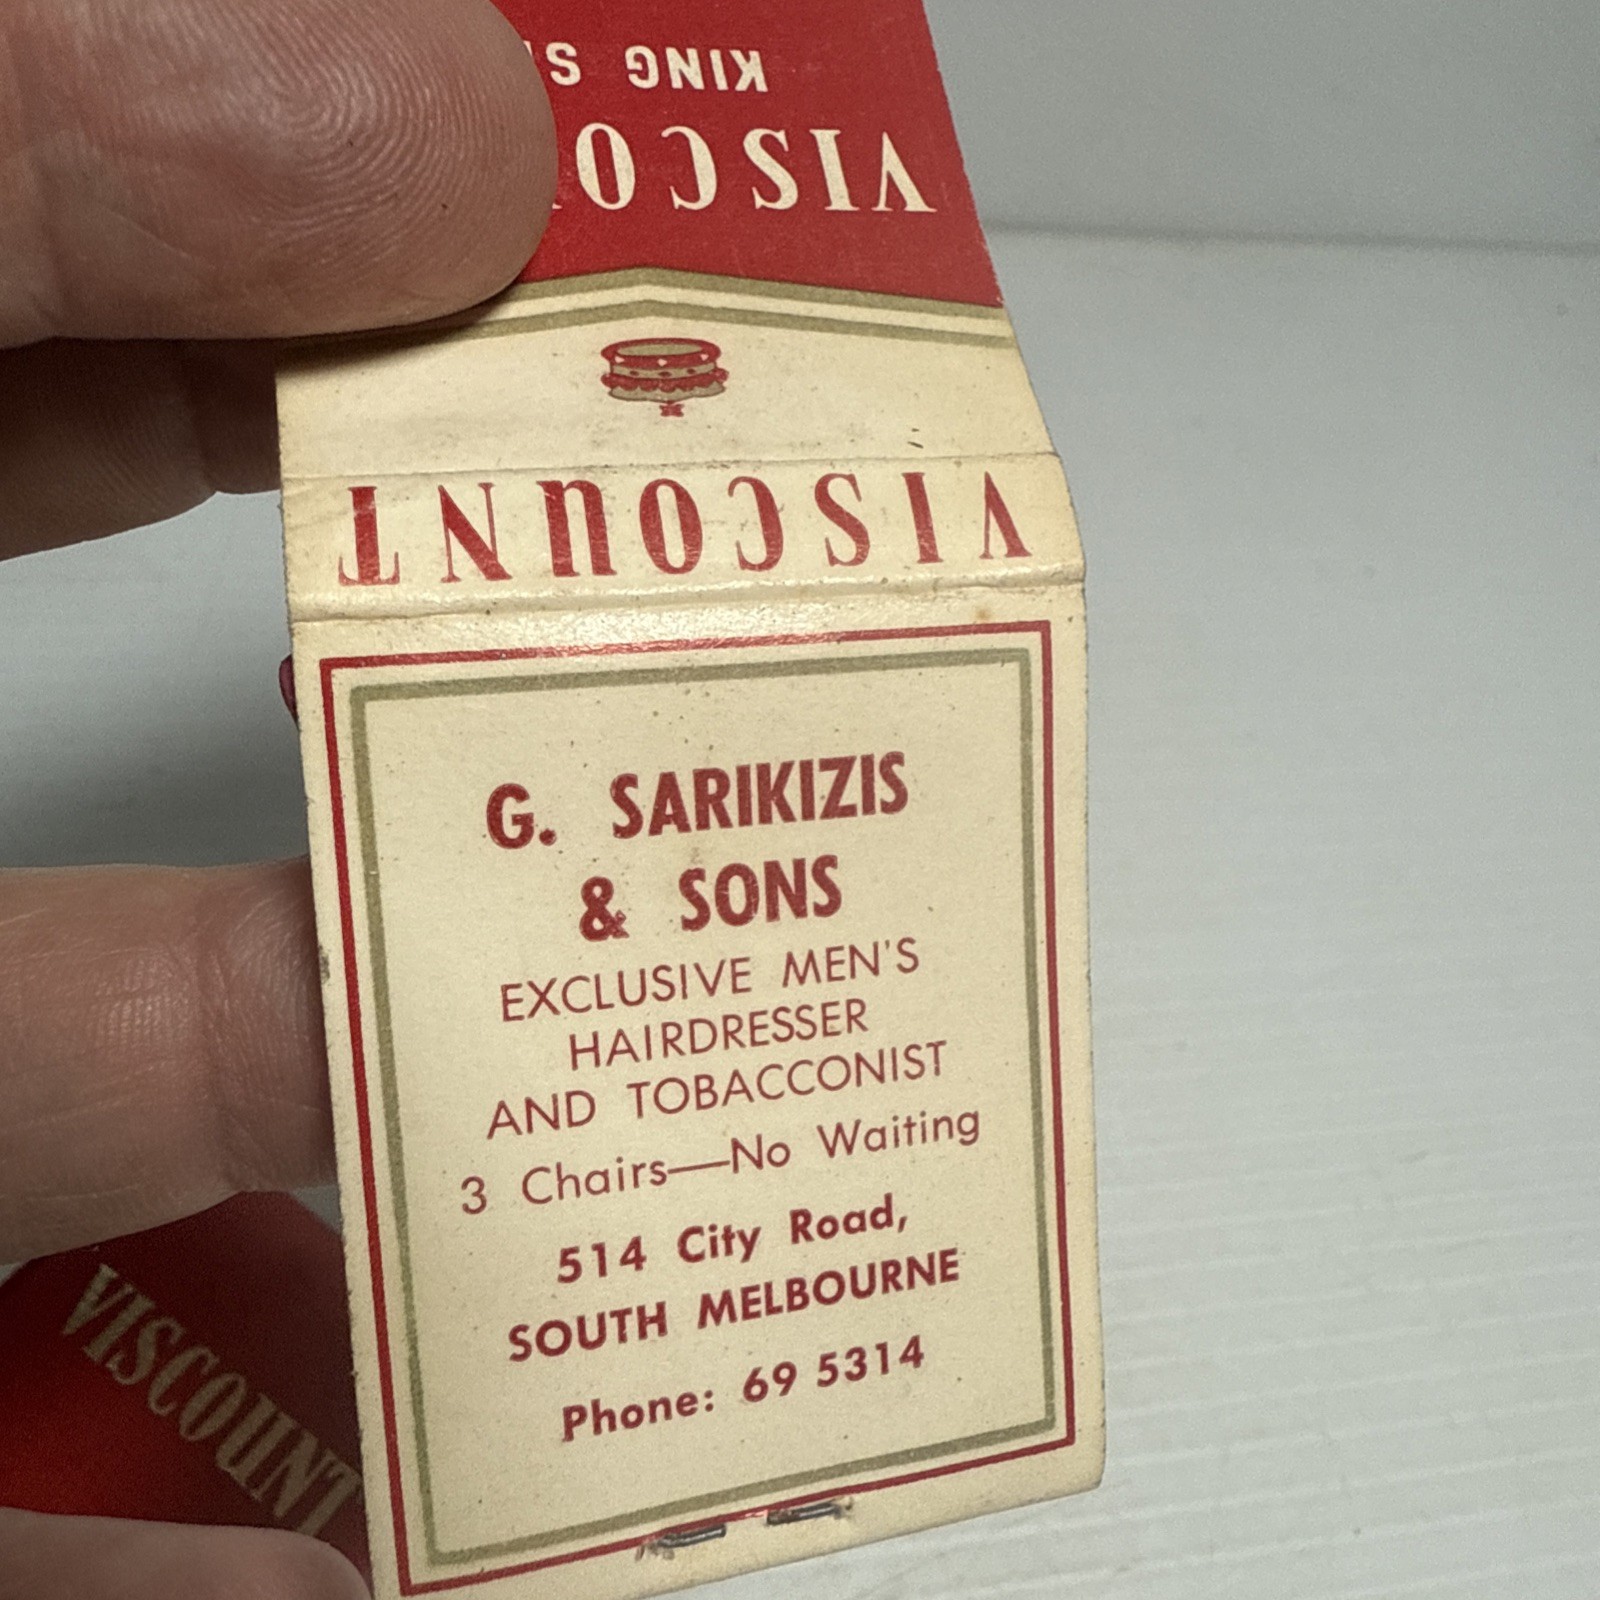 KING
VISCO
VISCOUNT
G. SARIKIZIS
& SONS
EXCLUSIVE MEN'S
HAIRDRESSER
AND TOBACCONIST
3 Chairs—No Waiting
514 City Road,
SOUTH MELBOURNE
Phone: 69 5314
VISCOUNT